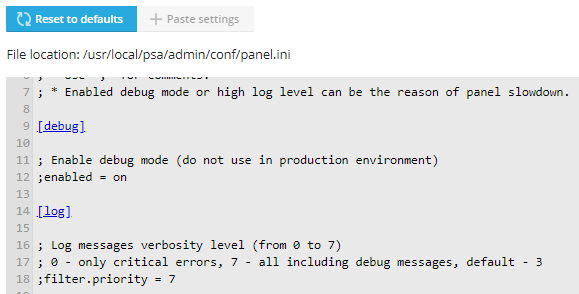 Reset to defaults
Paste settings
File location: /usr/local/psa/admin/conf/panel.ini
7 ; * Enabled debug mode or high log level can be the reason of panel slowdown.
8
9 [debug]
10
11 ; Enable debug mode (do not use in production environment)
12 ;enabled = on
13
14 [log]
15
16 ; Log messages verbosity level (from 0 to 7)
17 ; 0 - only critical errors, 7 - all including debug messages, default - 3
18 ;filter.priority = 7